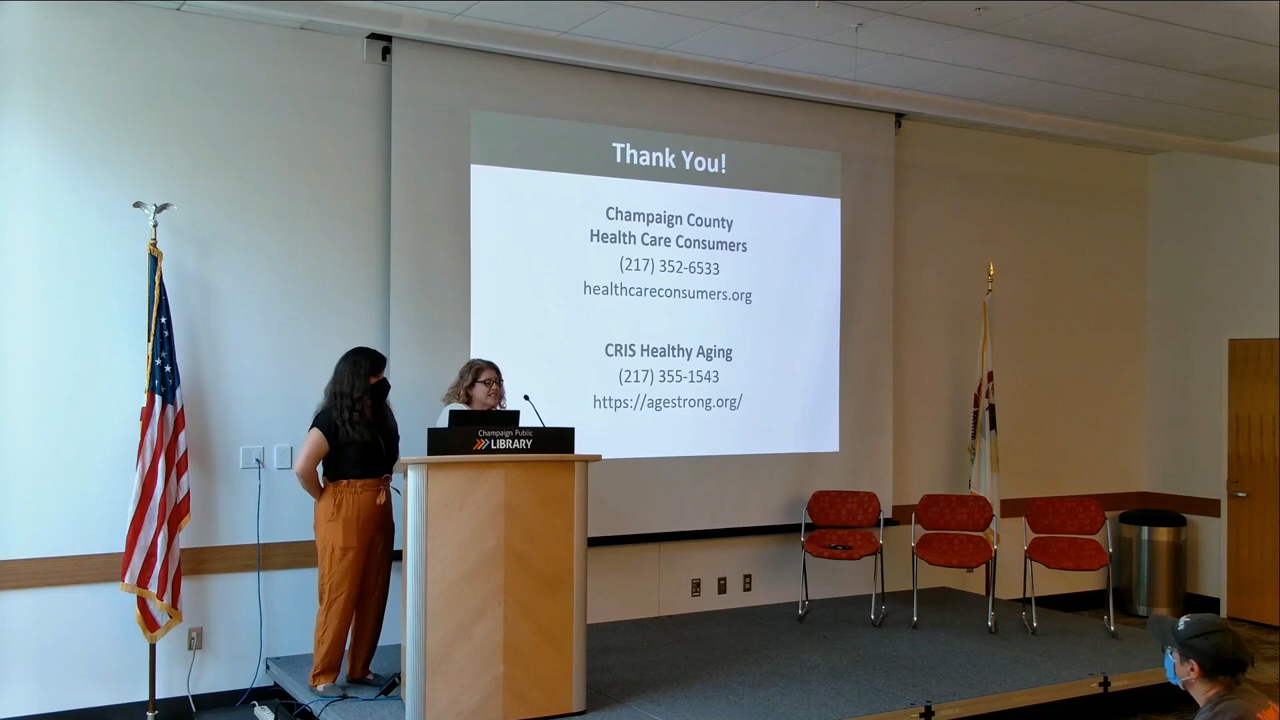 Thank You!
Champaign County
Health Care Consumers
(217) 352-6533
healthcareconsumers.org
CRIS Healthy Aging
(217) 355-1543
https://agestrong.org/
Champaign Public
LIBRARY